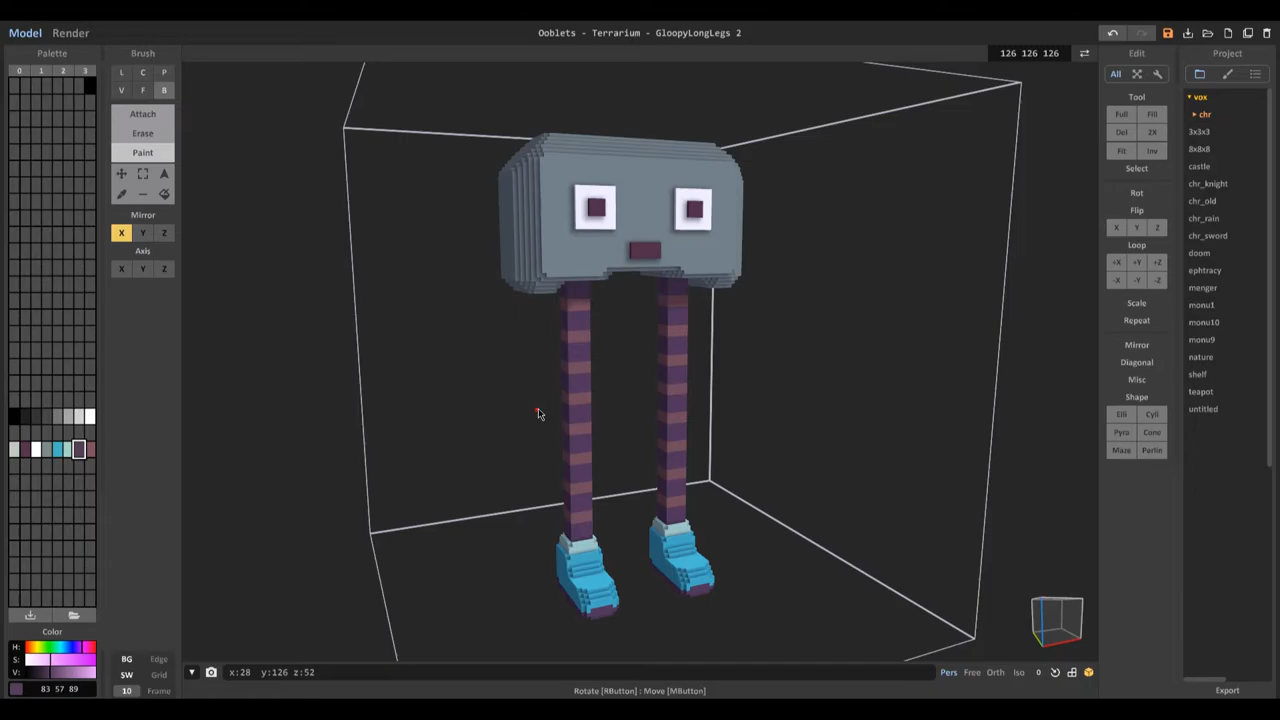 Model Render
Ooblets - Terrarium - GloopyLongLegs 2
Palette
0 1 2 3
Brush
L C P
V F B
Attach
Erase
Paint
Mirror
X Y Z
Axis
X Y Z
Color
H:
S:
V:
83 57 89
BG Edge
SW Grid
10 Frame
126 126 126
x:28 y:126 z:52
Pers Free Orth Iso 0
Rotate [RButton] : Move [MButton]
Edit
All
Tool
Full Fill
Del 2X
Fit Inv
Select
Rot
Flip
X Y Z
Loop
+X +Y +Z
-X -Y -Z
Scale
Repeat
Mirror
Diagonal
Misc
Shape
Elli Cyli
Pyra Cone
Maze Perlin
Project
vox
chr
3x3x3
8x8x8
castle
chr_knight
chr_old
chr_rain
chr_sword
doom
ephtracy
menger
monu1
monu10
monu9
nature
shelf
teapot
untitled
Export